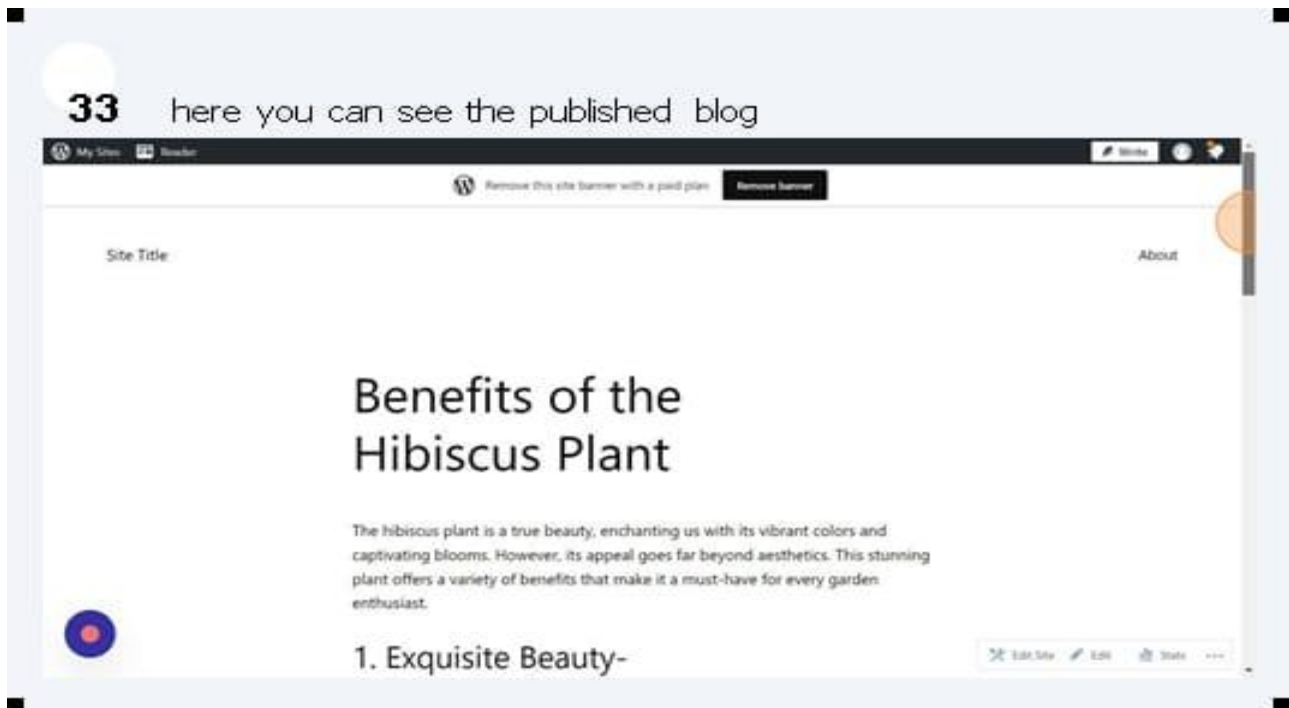 33 here you can see the published blog
My Sites Reader Write
Remove this site banner with a paid plan Remove banner
Site Title About
Benefits of the
Hibiscus Plant
The hibiscus plant is a true beauty, enchanting us with its vibrant colors and
captivating blooms. However, its appeal goes far beyond aesthetics. This stunning
plant offers a variety of benefits that make it a must-have for every garden
enthusiast.
1. Exquisite Beauty-
Edit Site Edit Stats